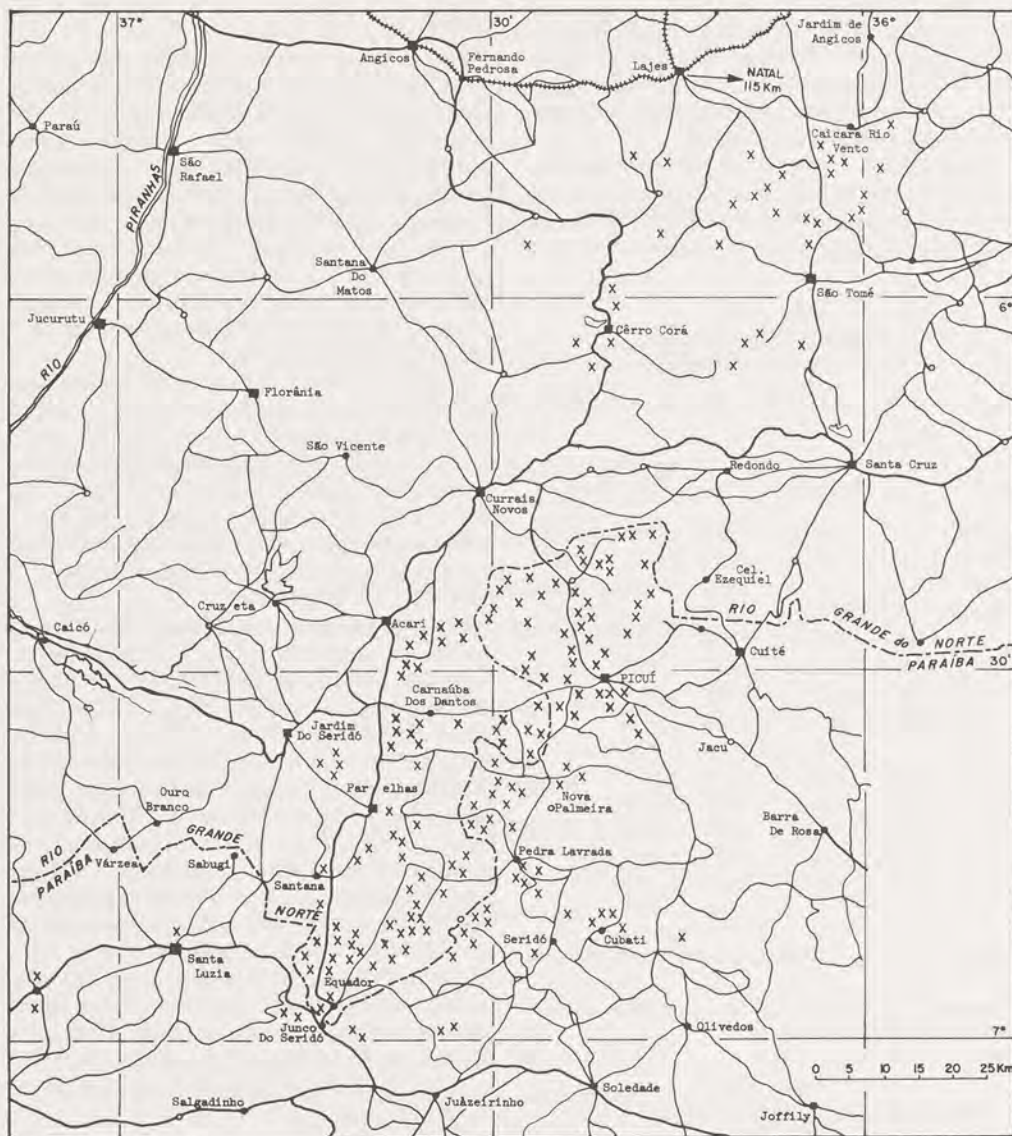 37°
30'
36°
Jardim de
Angicos
Angicos
Fernando
Pedrosa
Lajes
NATAL
115 Km
Paraú
Caicara Rio
Vento
São
Rafael
PIRANHAS
Santana
Do
Matos
São Tomé
6°
Jucurutu
Cêrro Corá
RIO
Florânia
São Vicente
Redondo
Santa Cruz
Currais
Novos
Cel.
Ezequiel
Cruzeta
RIO
GRANDE do NORTE
PARAÍBA
Caicó
Acari
Cuité
30'
PICUÍ
Carnaúba
Dos Dantos
Jardim
Do Seridó
Jacu
Ouro
Branco
Parelhas
Nova
Palmeira
Barra
De Rosa
RIO
GRANDE
PARAÍBA
Várzea
Sabugi
Pedra Lavrada
Santana
NORTE
Seridó
Cubati
Santa
Luzia
Equador
Junco
Do Seridó
Olivedos
7°
0 5 10 15 20 25 Km
Soledade
Salgadinho
Juàzeirinho
Joffily